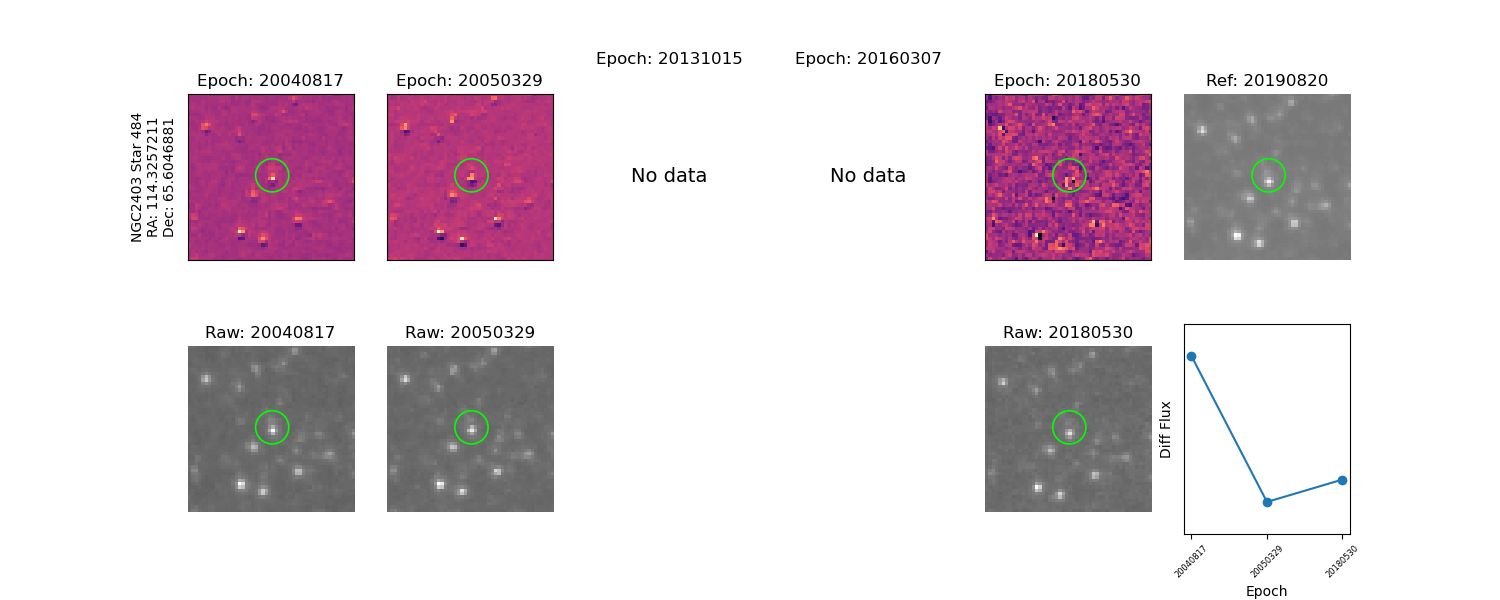 Epoch: 20131015
Epoch: 20160307
Epoch: 20040817
Epoch: 20050329
Epoch: 20180530
Ref: 20190820
NGC2403 Star 484
RA: 114.3257211
Dec: 65.6046881
No data
No data
Raw: 20040817
Raw: 20050329
Raw: 20180530
Diff Flux
20040817
20050329
20180530
Epoch